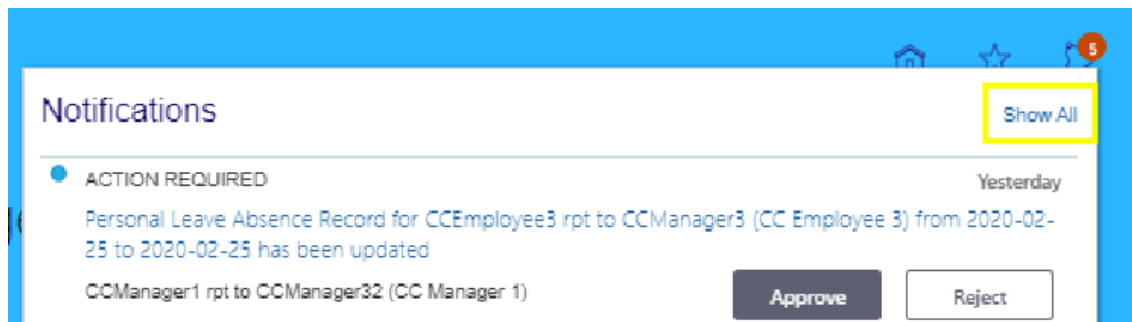 5
Notifications
Show All
ACTION REQUIRED
Yesterday
Personal Leave Absence Record for CCEmployee3 rpt to CCManager3 (CC Employee 3) from 2020-02-
25 to 2020-02-25 has been updated
CCManager1 rpt to CCManager32 (CC Manager 1)
Approve
Reject